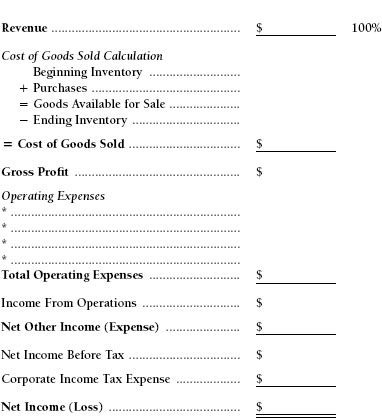 Revenue ........................................................ $ 100%
Cost of Goods Sold Calculation
Beginning Inventory ...........................
+ Purchases ............................................
= Goods Available for Sale .....................
− Ending Inventory ................................
= Cost of Goods Sold ................................. $
Gross Profit ................................................. $
Operating Expenses
* ....................................................................
* ....................................................................
* ....................................................................
* ....................................................................
Total Operating Expenses ........................... $
Income From Operations ............................. $
Net Other Income (Expense) ...................... $
Net Income Before Tax ................................. $
Corporate Income Tax Expense ................... $
Net Income (Loss) ....................................... $